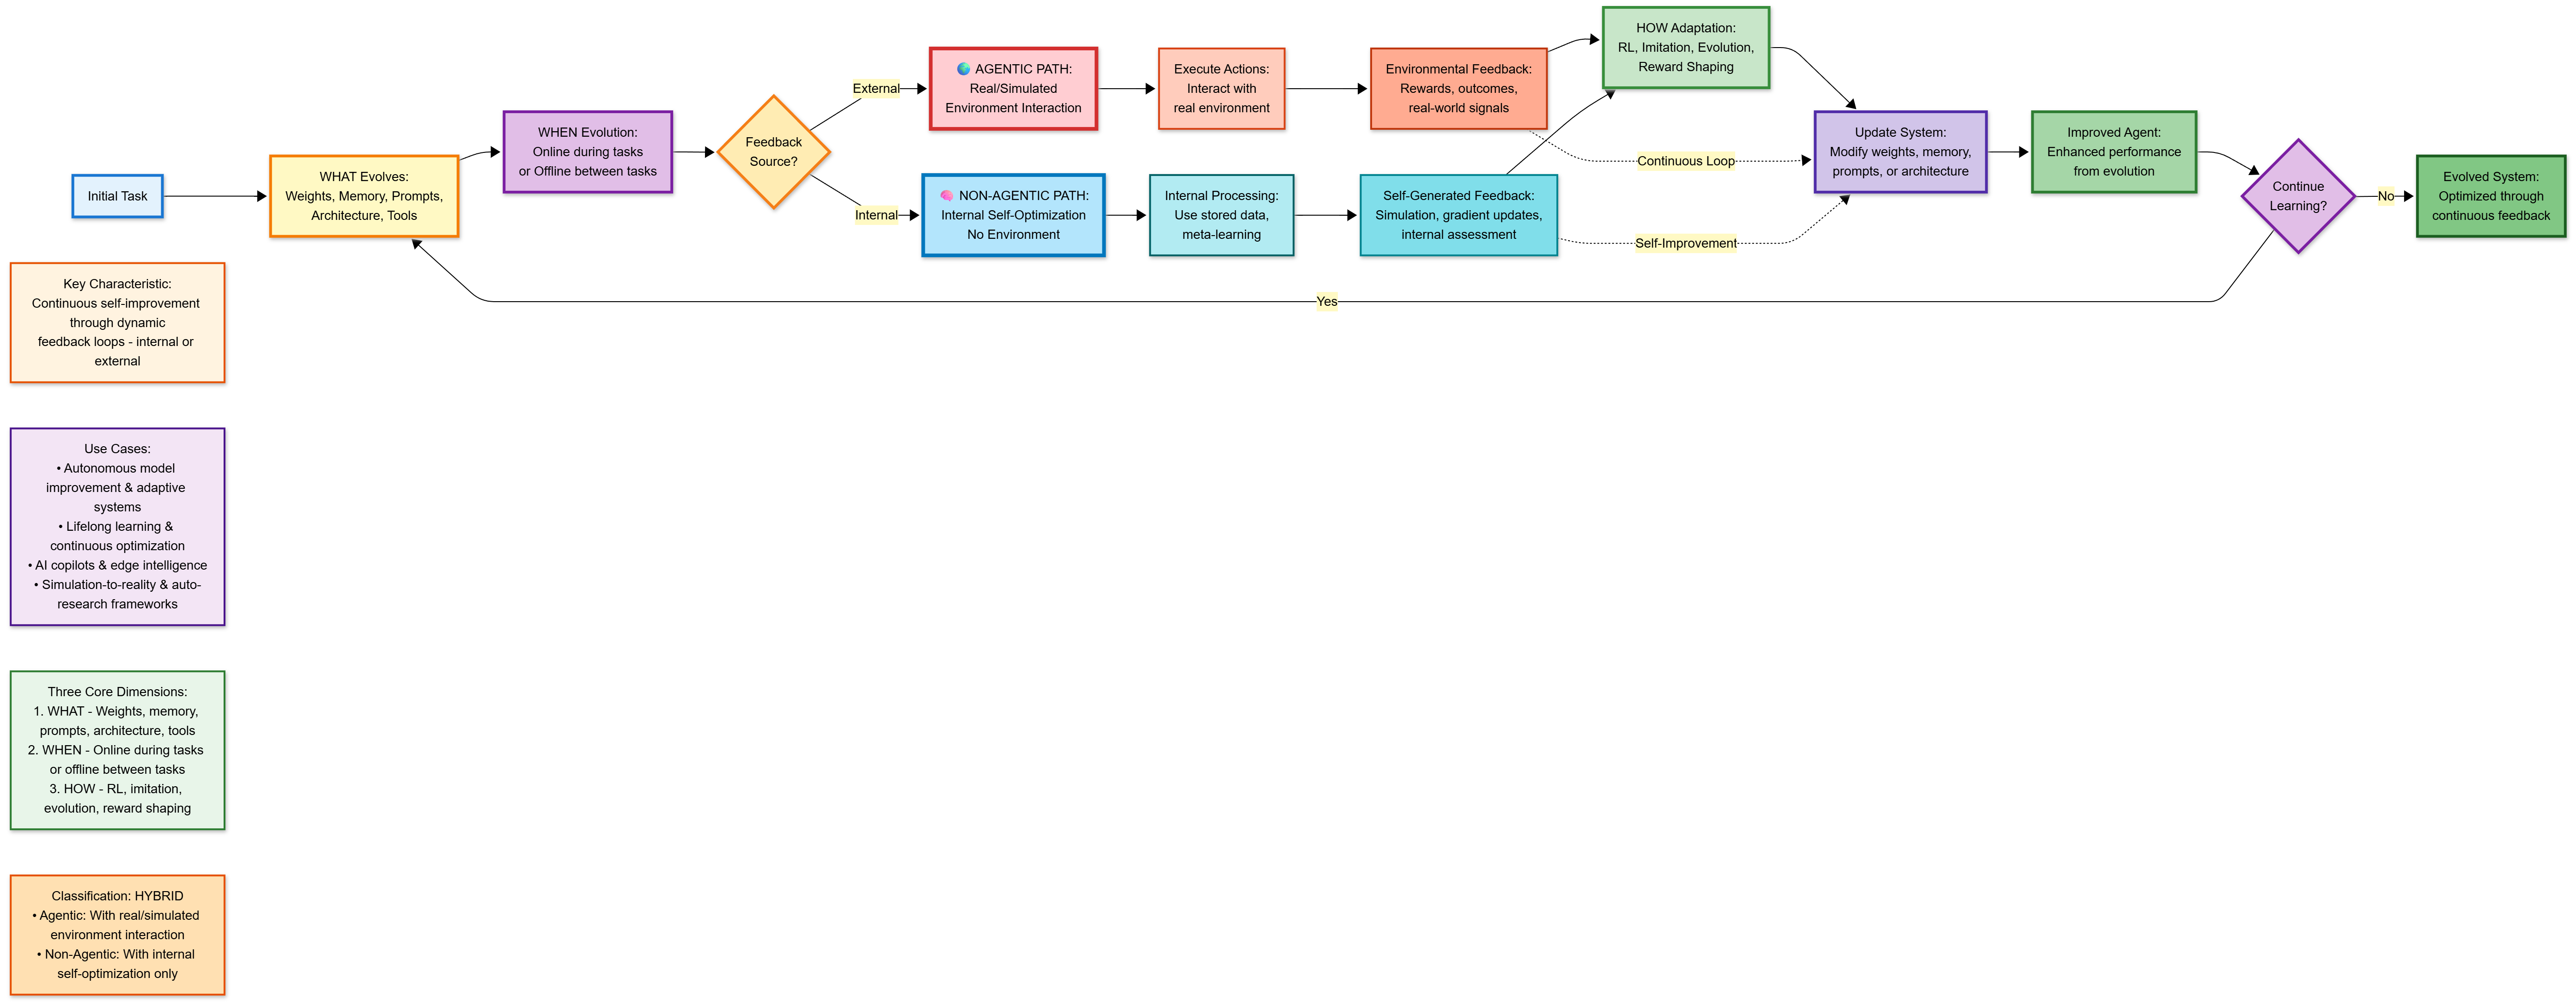 Initial Task
WHAT Evolves:
Weights, Memory, Prompts,
Architecture, Tools
WHEN Evolution:
Online during tasks
or Offline between tasks
Feedback
Source?
External
Internal
🌍 AGENTIC PATH:
Real/Simulated
Environment Interaction
Execute Actions:
Interact with
real environment
Environmental Feedback:
Rewards, outcomes,
real-world signals
🧠 NON-AGENTIC PATH:
Internal Self-Optimization
No Environment
Internal Processing:
Use stored data,
meta-learning
Self-Generated Feedback:
Simulation, gradient updates,
internal assessment
HOW Adaptation:
RL, Imitation, Evolution,
Reward Shaping
Continuous Loop
Self-Improvement
Update System:
Modify weights, memory,
prompts, or architecture
Improved Agent:
Enhanced performance
from evolution
Continue
Learning?
No
Yes
Evolved System:
Optimized through
continuous feedback
Key Characteristic:
Continuous self-improvement
through dynamic
feedback loops - internal or
external
Use Cases:
• Autonomous model
improvement & adaptive
systems
• Lifelong learning &
continuous optimization
• AI copilots & edge intelligence
• Simulation-to-reality & auto-
research frameworks
Three Core Dimensions:
1. WHAT - Weights, memory,
prompts, architecture, tools
2. WHEN - Online during tasks
or offline between tasks
3. HOW - RL, imitation,
evolution, reward shaping
Classification: HYBRID
• Agentic: With real/simulated
environment interaction
• Non-Agentic: With internal
self-optimization only